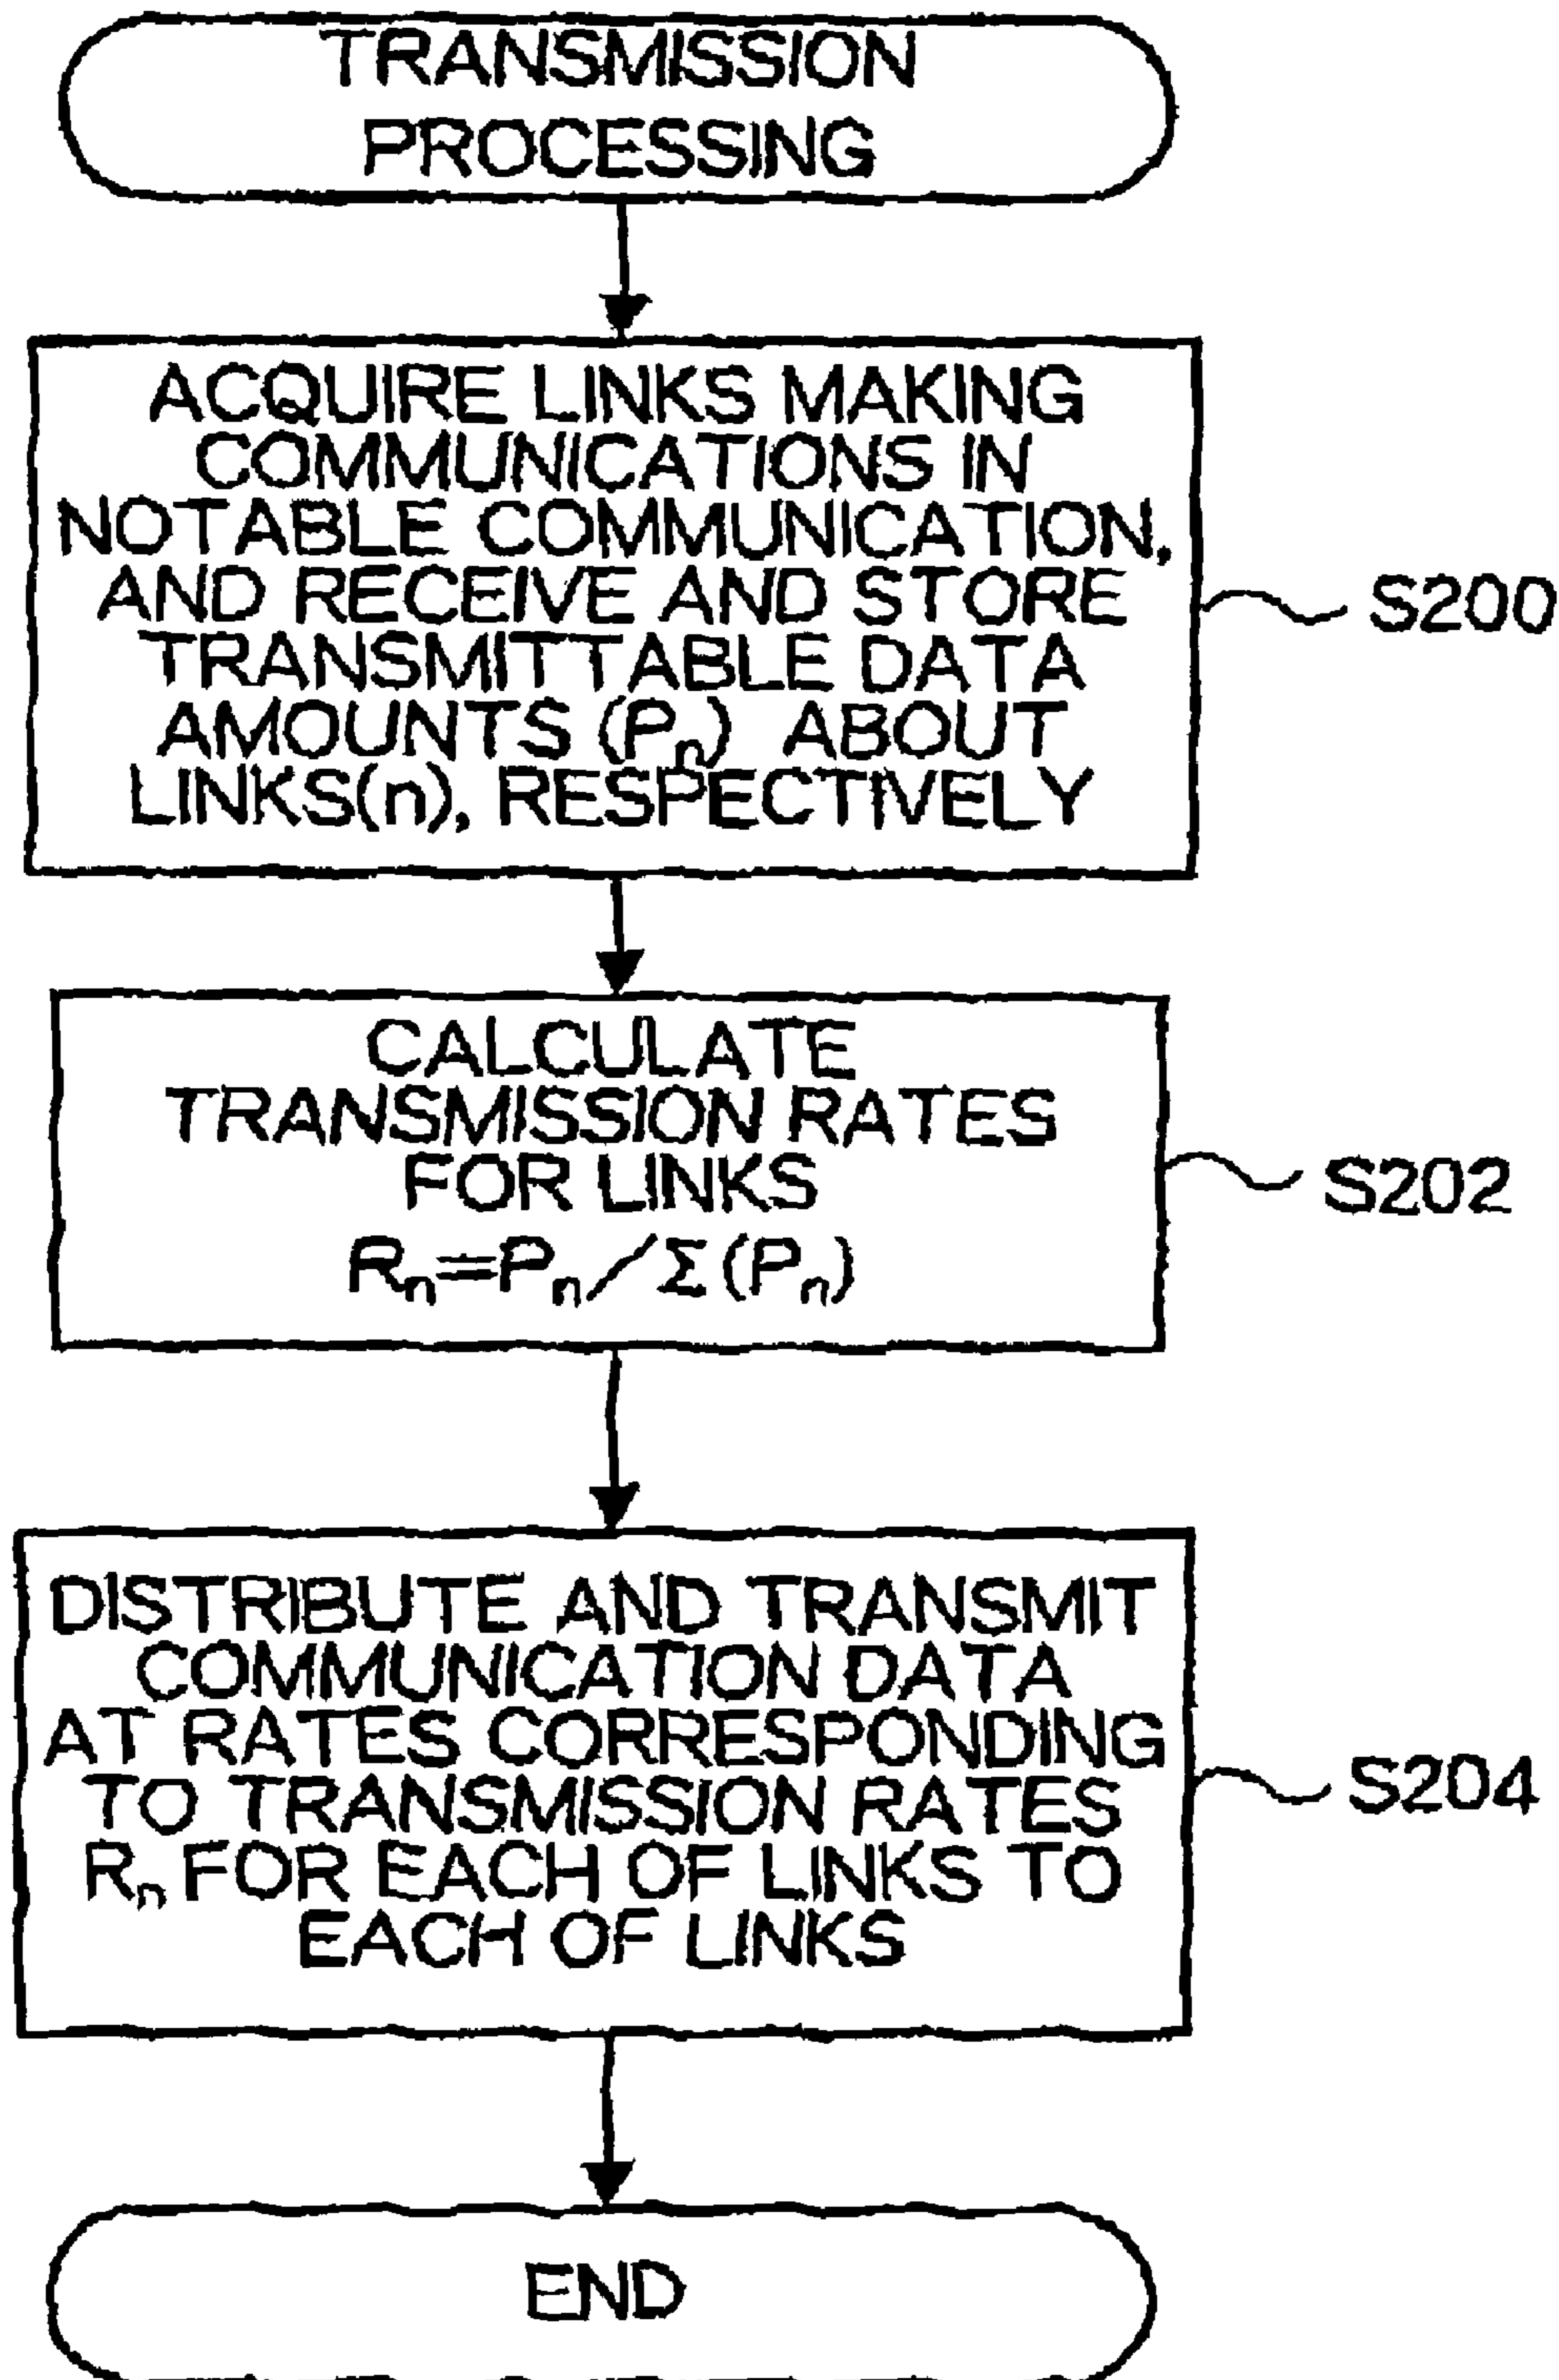 TRANSMISSION
PROCESSING
ACQUIRE LINKS MAKING
COMMUNICATIONS IN
NOTABLE COMMUNICATION,
AND RECEIVE AND STORE
TRANSMITTABLE DATA
AMOUNTS (Pn) ABOUT
LINKS(n), RESPECTIVELY
S200
CALCULATE
TRANSMISSION RATES
FOR LINKS
Rn=Pn/Σ(Pn)
S202
DISTRIBUTE AND TRANSMIT
COMMUNICATION DATA
AT RATES CORRESPONDING
TO TRANSMISSION RATES
Rn FOR EACH OF LINKS TO
EACH OF LINKS
S204
END